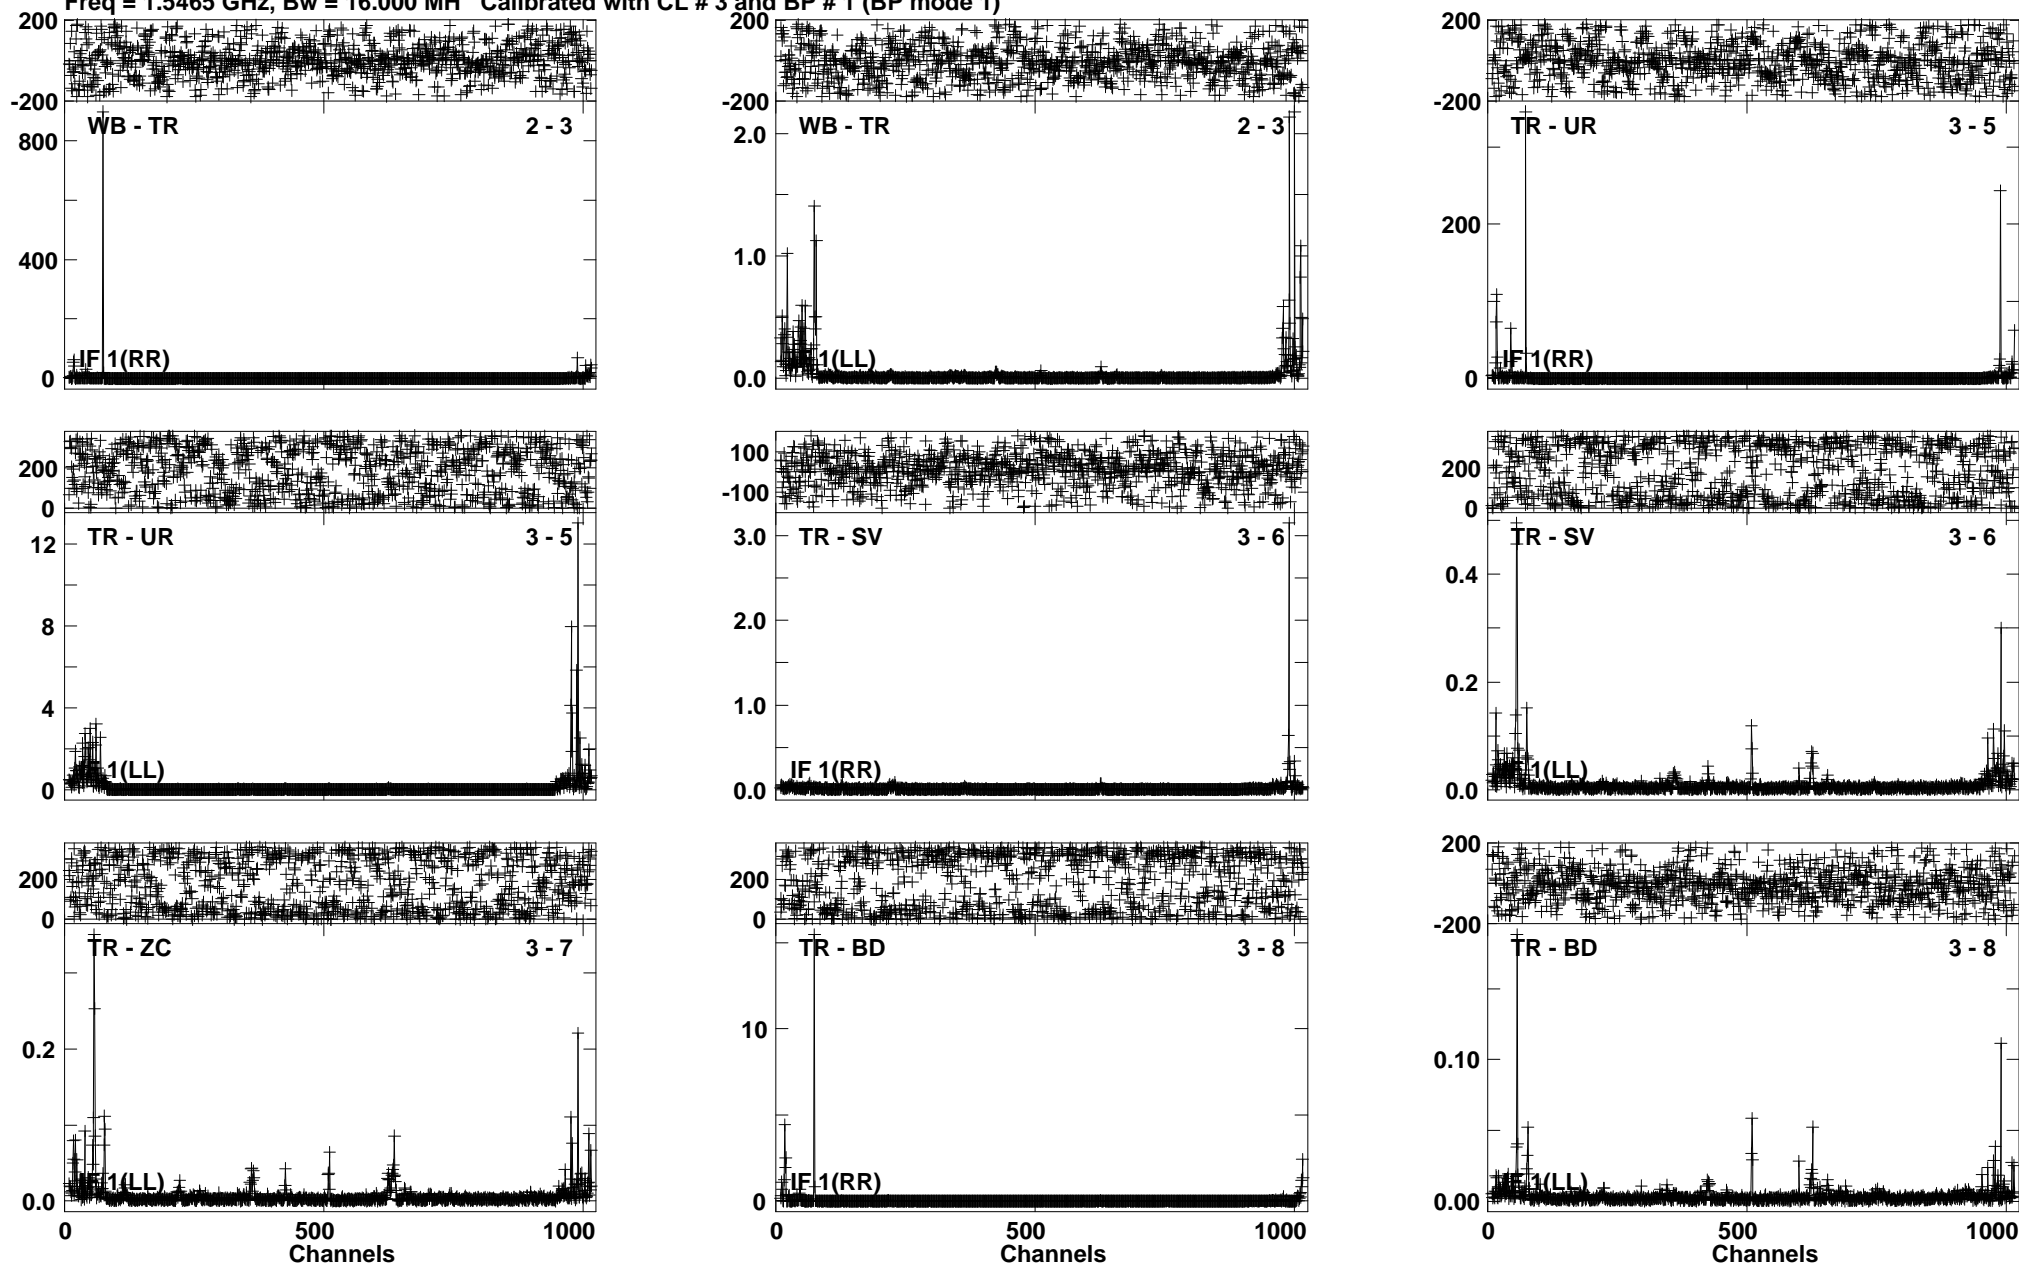 Freq = 1.5465 GHz, Bw = 16.000 MH Calibrated with CL # 3 and BP # 1 (BP mode 1)
200 200 200
-200 -200 -200
WB - TR 2 - 3 WB - TR 2 - 3 TR - UR 3 - 5
800 2.0
400 1.0 200
IF 1(RR) IF 1(LL) IF 1(RR)
0 0.0 0
200 100 200
0 -100 0
TR - UR 3 - 5 TR - SV 3 - 6 TR - SV 3 - 6
12 3.0 0.4
8 2.0
4 1.0 0.2
IF 1(LL) IF 1(RR) IF 1(LL)
0 0.0 0.0
200 200 200
0 0 -200
TR - ZC 3 - 7 TR - BD 3 - 8 TR - BD 3 - 8
0.2 10 0.10
5
IF 1(LL) IF 1(RR) IF 1(LL)
0.0 0 0.00
0 500 1000 0 500 1000 0 500 1000
Channels Channels Channels